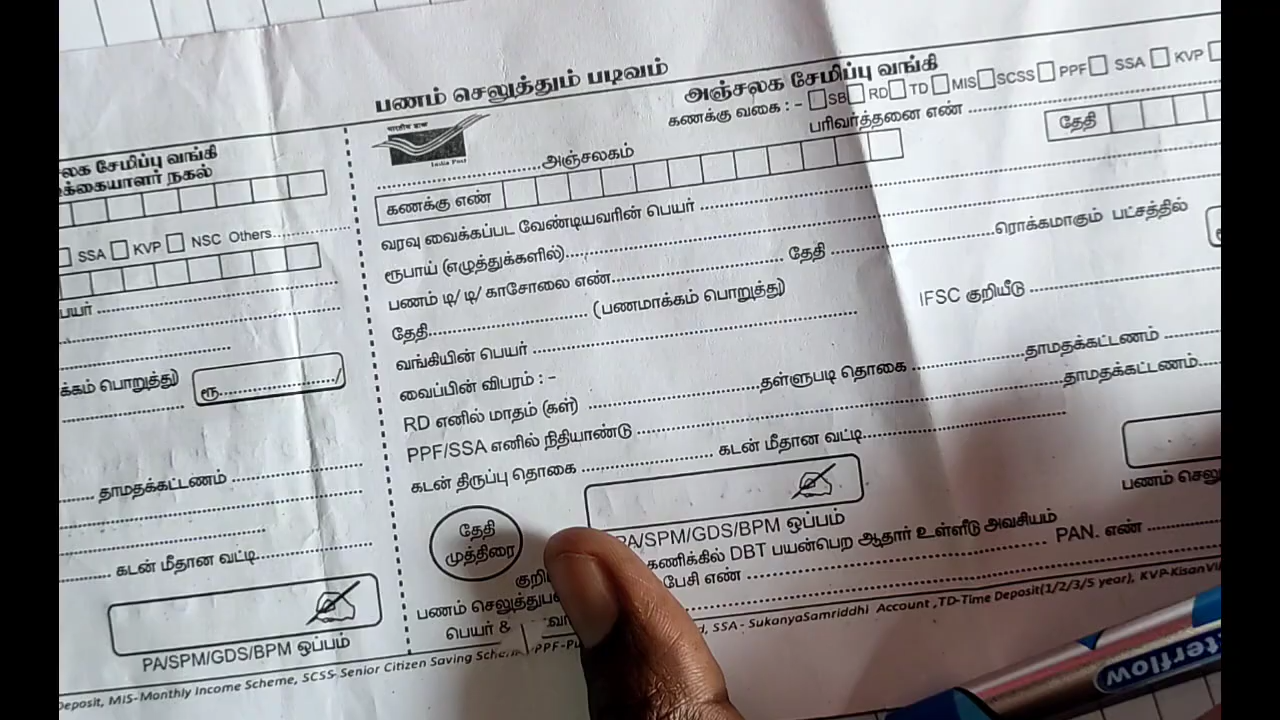 பணம் செலுத்தும் படிவம்
அஞ்சலக சேமிப்பு வங்கி
கணக்கு வகை : - SB RD TD MIS SCSS PPF SSA KVP
பரிவர்த்தனை எண்
தேதி
भारतीय डाक
India Post
அஞ்சலகம்
கணக்கு எண்
வரவு வைக்கப்பட வேண்டியவரின் பெயர்
ரூபாய் (எழுத்துக்களில்)
ரொக்கமாகும் பட்சத்தில்
பணம் டி/ டி/ காசோலை எண் தேதி
தேதி (பணமாக்கம் பொறுத்து)
IFSC குறியீடு
வங்கியின் பெயர்
வைப்பின் விபரம் : -
RD எனில் மாதம் (கள்) தள்ளுபடி தொகை தாமதக்கட்டணம்
PPF/SSA எனில் நிதியாண்டு தாமதக்கட்டணம்
கடன் திருப்பு தொகை கடன் மீதான வட்டி
தேதி
முத்திரை
PA/SPM/GDS/BPM ஒப்பம்
பணம்
கணக்கில் DBT பயன்பெற ஆதார் உள்ளீடு அவசியம்
பேசி எண் PAN. எண்
பெயர் &
லக சேமிப்பு வங்கி
க்கையாளர் நகல்
SSA KVP NSC Others
பெயர்
க்கம் பொறுத்து)
ரூ. /
தாமதக்கட்டணம்
கடன் மீதான வட்டி
PA/SPM/GDS/BPM ஒப்பம்
Deposit, MIS-Monthly Income Scheme, SCSS-Senior Citizen Saving SSA - SukanyaSamriddhi Account ,TD-Time Deposit(1/2/3/5 year), KVP-Kisan
terflow